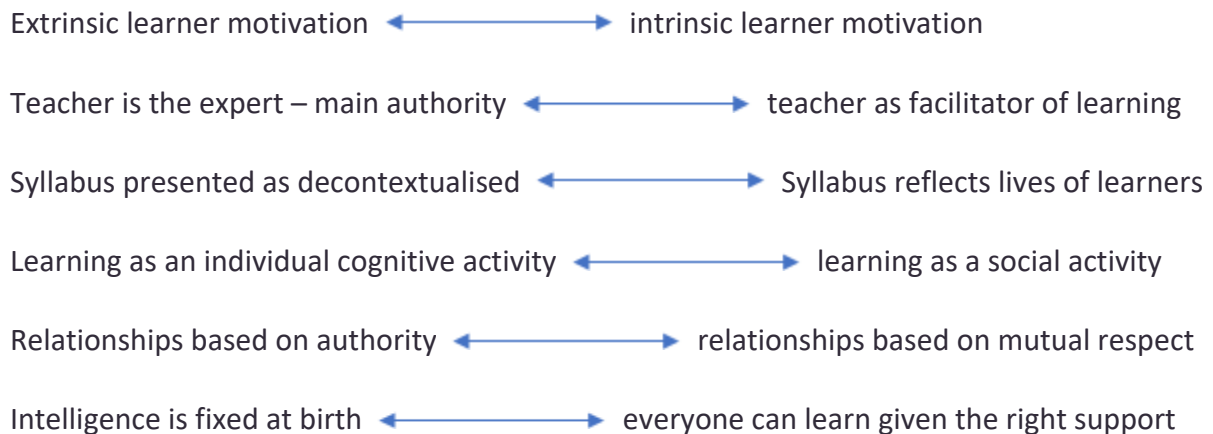 Extrinsic learner motivation intrinsic learner motivation
Teacher is the expert – main authority teacher as facilitator of learning
Syllabus presented as decontextualised Syllabus reflects lives of learners
Learning as an individual cognitive activity learning as a social activity
Relationships based on authority relationships based on mutual respect
Intelligence is fixed at birth everyone can learn given the right support